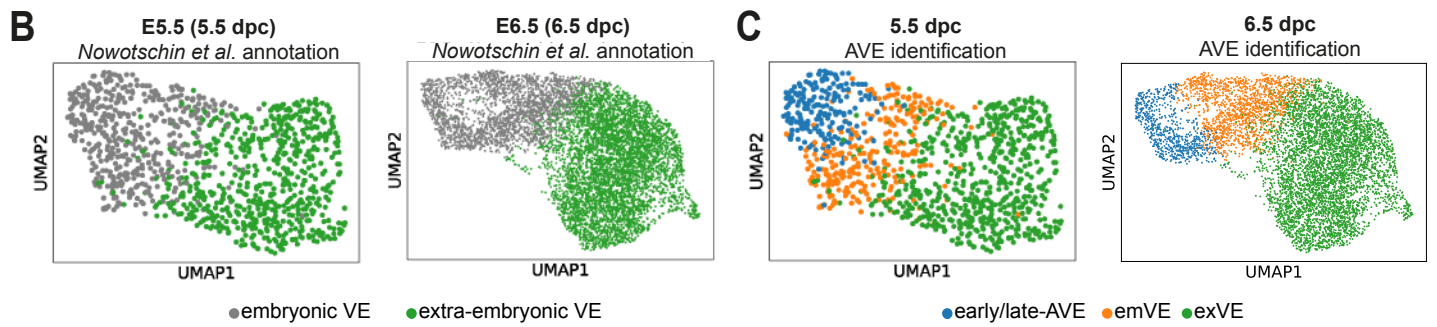 B
E5.5 (5.5 dpc)
Nowotschin et al. annotation
UMAP2
UMAP1
E6.5 (6.5 dpc)
Nowotschin et al. annotation
UMAP2
UMAP1
embryonic VE
extra-embryonic VE
C
5.5 dpc
AVE identification
UMAP2
UMAP1
6.5 dpc
AVE identification
UMAP2
UMAP1
early/late-AVE
emVE
exVE